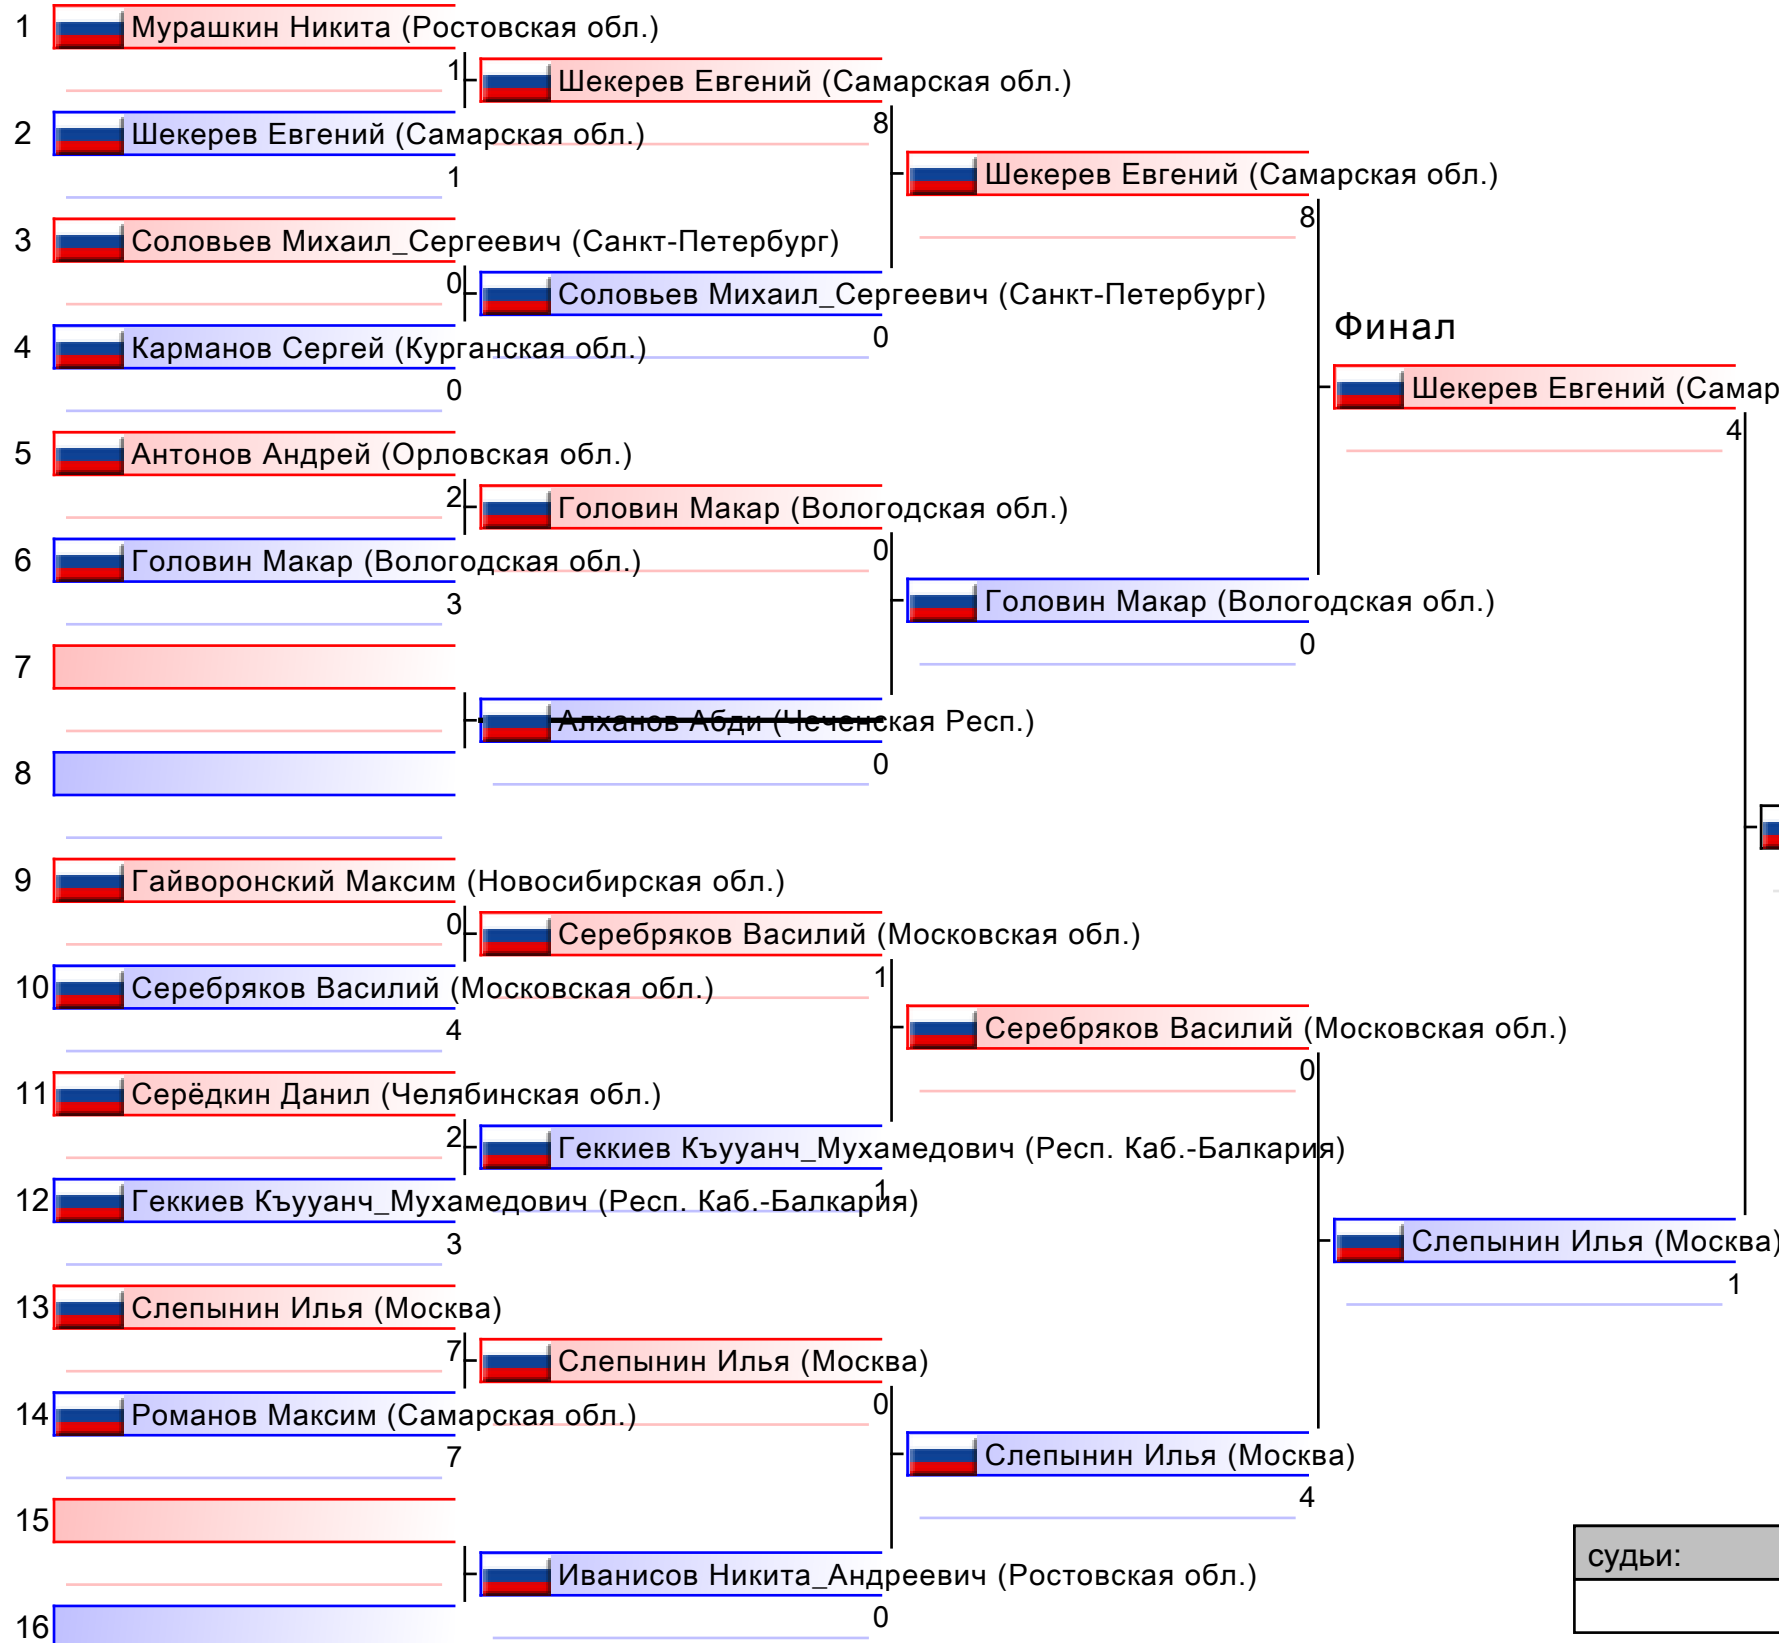 1 Мурашкин Никита (Ростовская обл.)
1 Шекерев Евгений (Самарская обл.)
2 Шекерев Евгений (Самарская обл.)
8
1
Шекерев Евгений (Самарская обл.)
8
3 Соловьев Михаил_Сергеевич (Санкт-Петербург)
0 Соловьев Михаил_Сергеевич (Санкт-Петербург)
0
Финал
4 Карманов Сергей (Курганская обл.)
0
Шекерев Евгений (Самар
4
5 Антонов Андрей (Орловская обл.)
2 Головин Макар (Вологодская обл.)
0
6 Головин Макар (Вологодская обл.)
3
Головин Макар (Вологодская обл.)
0
7
Алханов Абди (Чеченская Респ.)
0
8
9 Гайворонский Максим (Новосибирская обл.)
0 Серебряков Василий (Московская обл.)
1
10 Серебряков Василий (Московская обл.)
4
Серебряков Василий (Московская обл.)
0
11 Серёдкин Данил (Челябинская обл.)
2 Геккиев Къууанч_Мухамедович (Респ. Каб.-Балкария)
1
12 Геккиев Къууанч_Мухамедович (Респ. Каб.-Балкария)
3
Слепынин Илья (Москва)
1
13 Слепынин Илья (Москва)
7 Слепынин Илья (Москва)
0
14 Романов Максим (Самарская обл.)
7
Слепынин Илья (Москва)
4
15
судьи:
Иванисов Никита_Андреевич (Ростовская обл.)
0
16